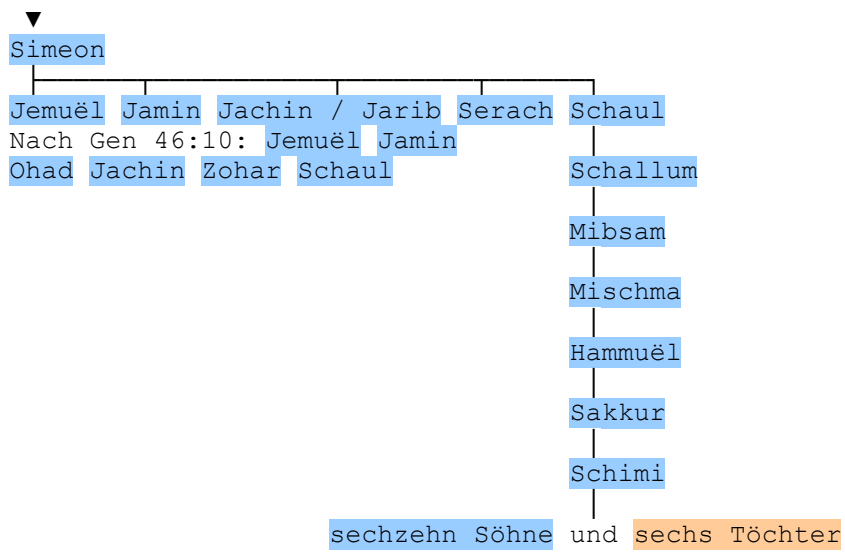 Simeon
Jemuël Jamin Jachin / Jarib Serach Schaul
Nach Gen 46:10: Jemuël Jamin
Ohad Jachin Zohar Schaul Schallum
Mibsam
Mischma
Hammuël
Sakkur
Schimi
sechzehn Söhne und sechs Töchter